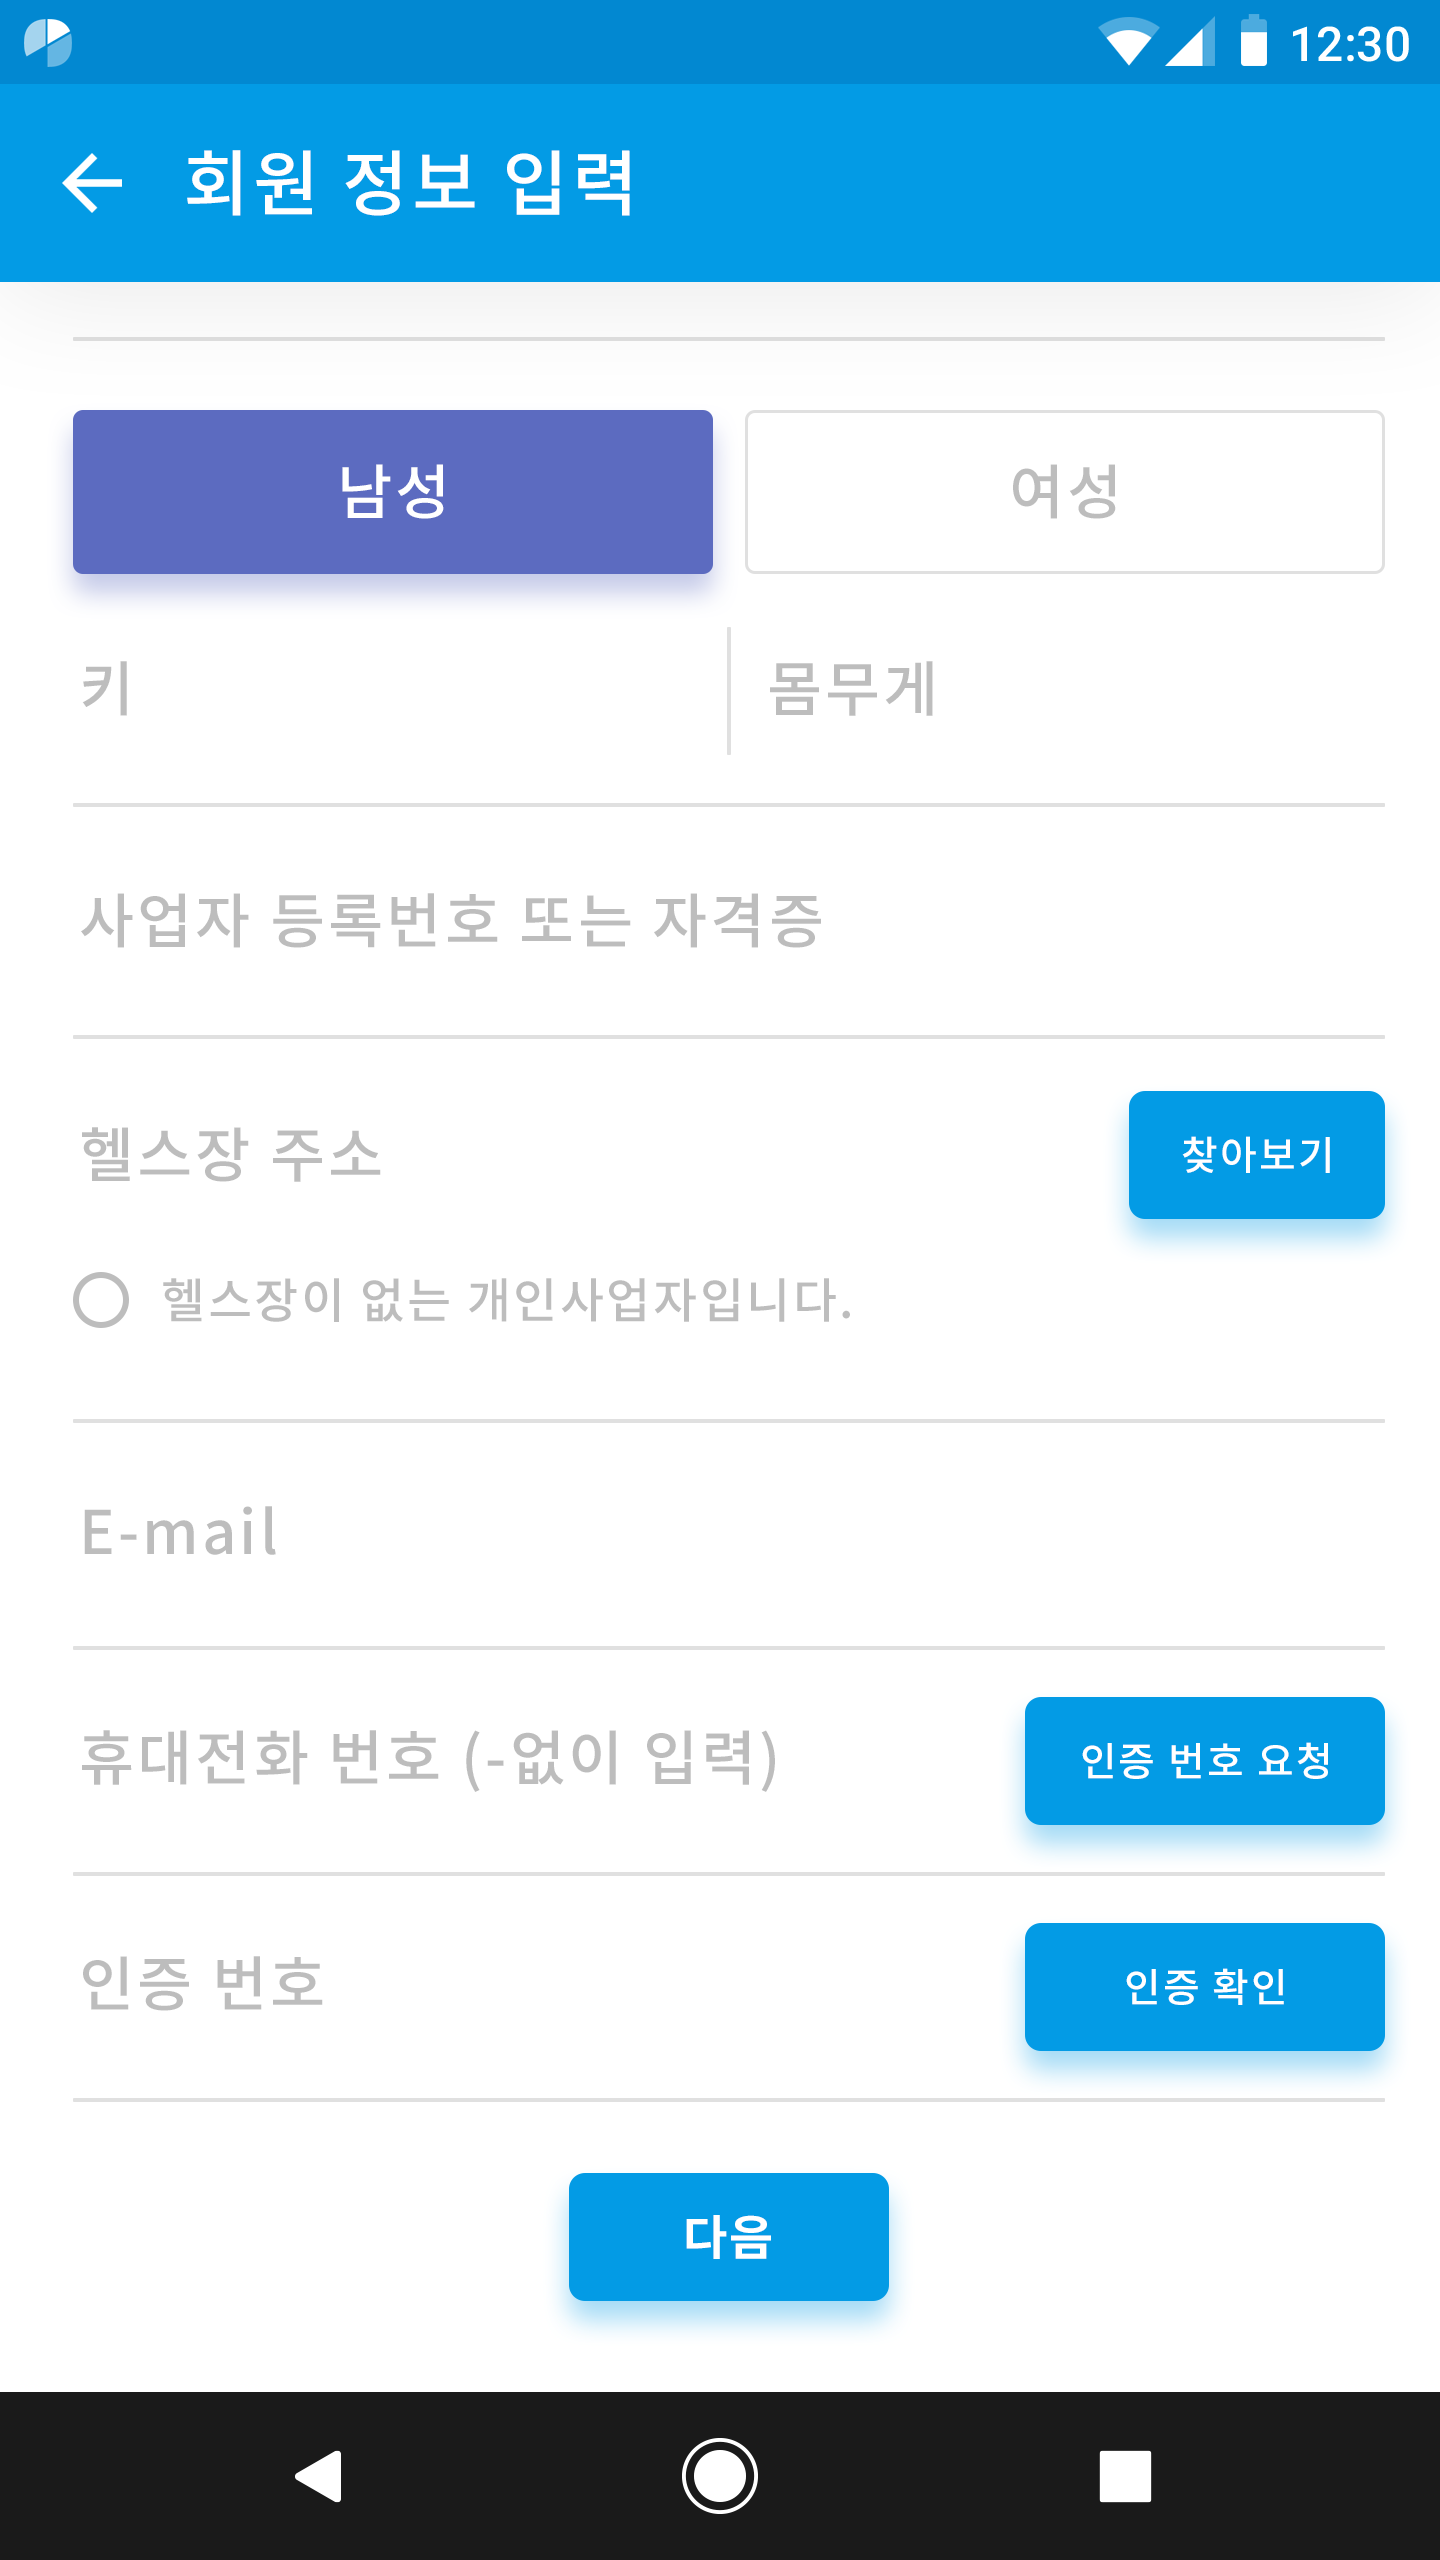 12:30
회원 정보 입력
남성 여성
키 몸무게
사업자 등록번호 또는 자격증
헬스장 주소 찾아보기
헬스장이 없는 개인사업자입니다.
E-mail
휴대전화 번호 (-없이 입력) 인증 번호 요청
인증 번호 인증 확인
다음